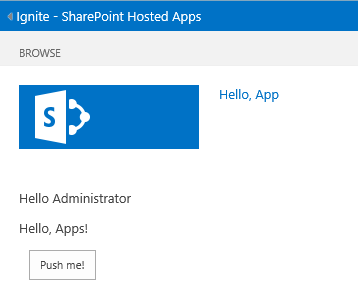 Ignite - SharePoint Hosted Apps
BROWSE
S
Hello, App
Hello Administrator
Hello, Apps!
Push me!